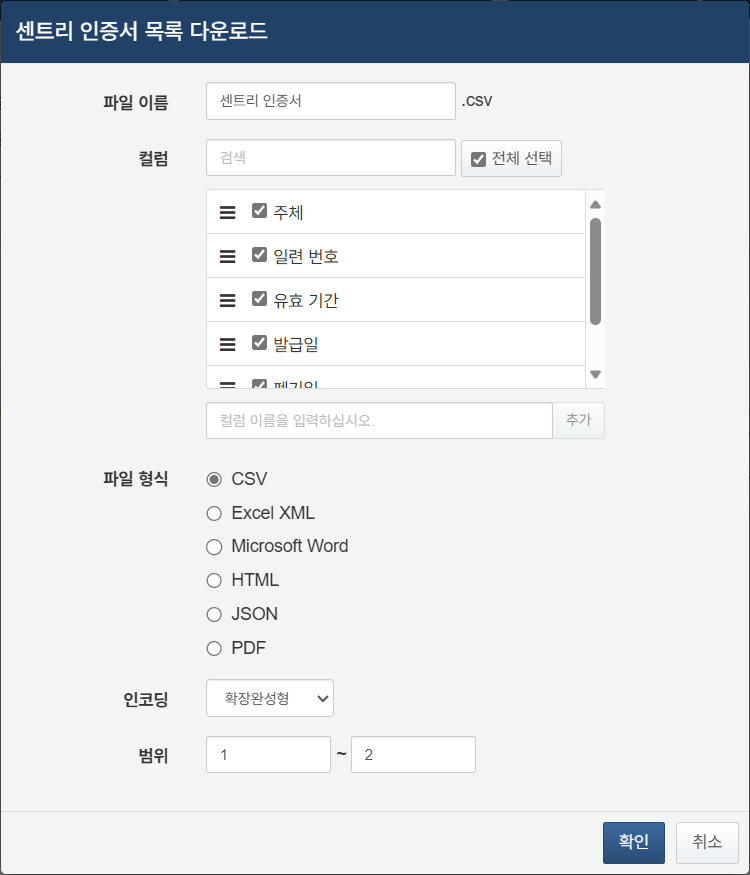 센트리 인증서 목록 다운로드
파일 이름 센트리 인증서 .csv
컬럼 검색 전체 선택
주체
일련 번호
유효 기간
발급일
폐기일
컬럼 이름을 입력하십시오. 추가
파일 형식 CSV
Excel XML
Microsoft Word
HTML
JSON
PDF
인코딩 확장완성형
범위 1 ~ 2
확인 취소